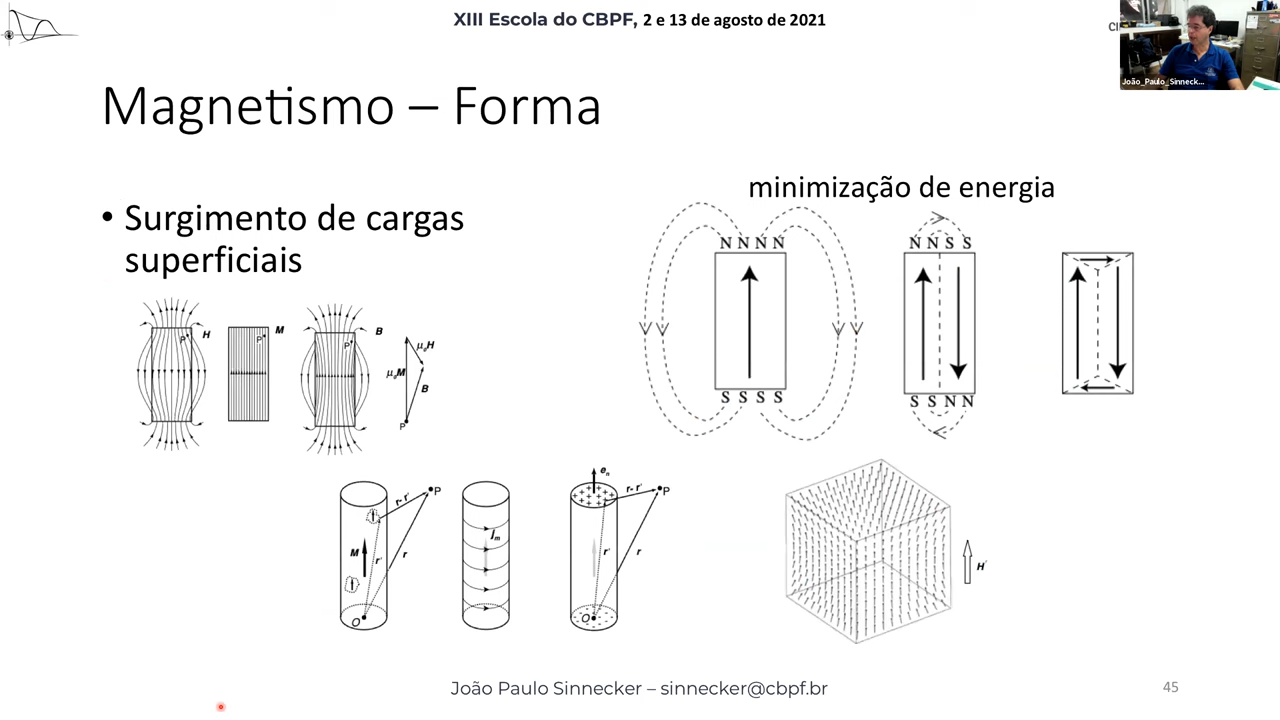 XIII Escola do CBPF, 2 e 13 de agosto de 2021
CI
João_Paulo_Sinneck...
Magnetismo – Forma
• Surgimento de cargas
superficiais
minimização de energia
N N N N
S S S S
N N S S
S S N N
H
P
M
P
B
P
μ₀H
μ₀M
B
P
r- r'
P
M
r'
r
O
jₘ
eₙ
r- r'
P
r'
r
O
H'
João Paulo Sinnecker – sinnecker@cbpf.br
45